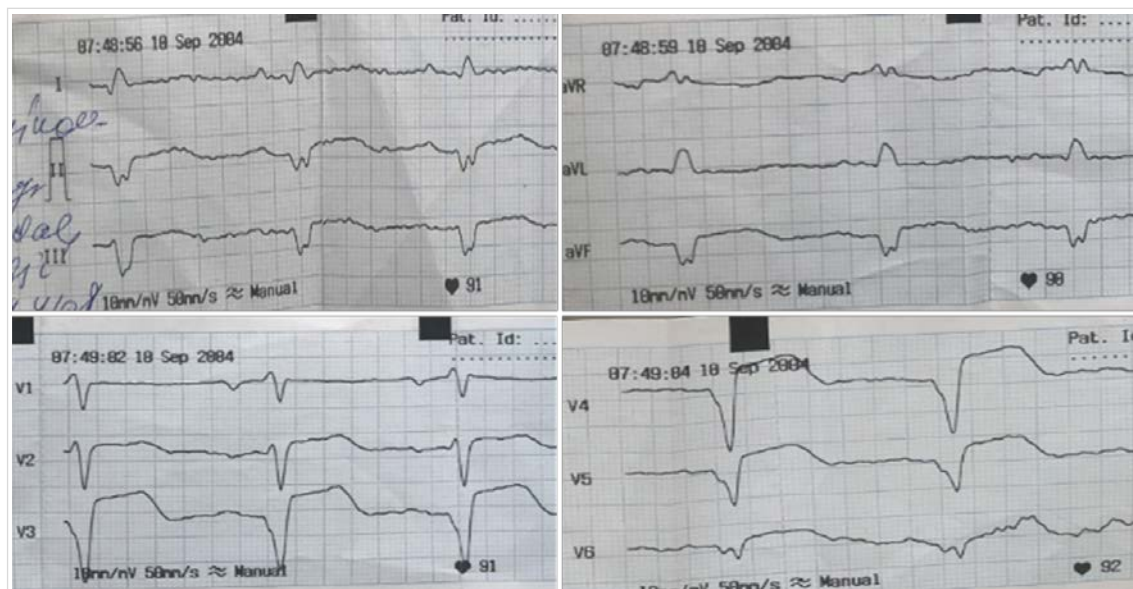 Pat. Id: ......
07:48:56 18 Sep 2004
I
II
III
10mm/mV 50mm/s ≈ Manual
♥ 91
Pat. Id: ....
07:48:59 18 Sep 2004
aVR
aVL
aVF
10mm/mV 50mm/s ≈ Manual
♥ 90
Pat. Id: ...
07:49:02 18 Sep 2004
V1
V2
V3
10mm/mV 50mm/s ≈ Manual
♥ 91
Pat. Id
07:49:04 18 Sep 2004
V4
V5
V6
10mm/mV 50mm/s ≈ Manual
♥ 92